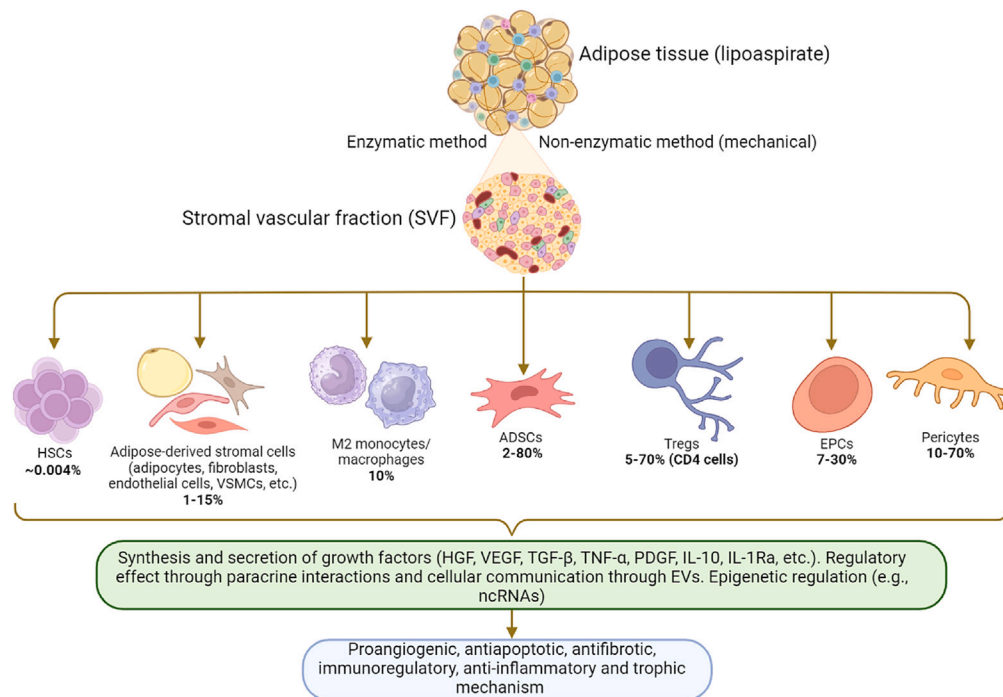 Adipose tissue (lipoaspirate)
Enzymatic method
Non-enzymatic method (mechanical)
Stromal vascular fraction (SVF)
HSCs
~0.004%
Adipose-derived stromal cells
(adipocytes, fibroblasts,
endothelial cells, VSMCs, etc.)
1-15%
M2 monocytes/
macrophages
10%
ADSCs
2-80%
Tregs
5-70% (CD4 cells)
EPCs
7-30%
Pericytes
10-70%
Synthesis and secretion of growth factors (HGF, VEGF, TGF-β, TNF-α, PDGF, IL-10, IL-1Ra, etc.). Regulatory
effect through paracrine interactions and cellular communication through EVs. Epigenetic regulation (e.g.,
ncRNAs)
Proangiogenic, antiapoptotic, antifibrotic,
immunoregulatory, anti-inflammatory and trophic
mechanism